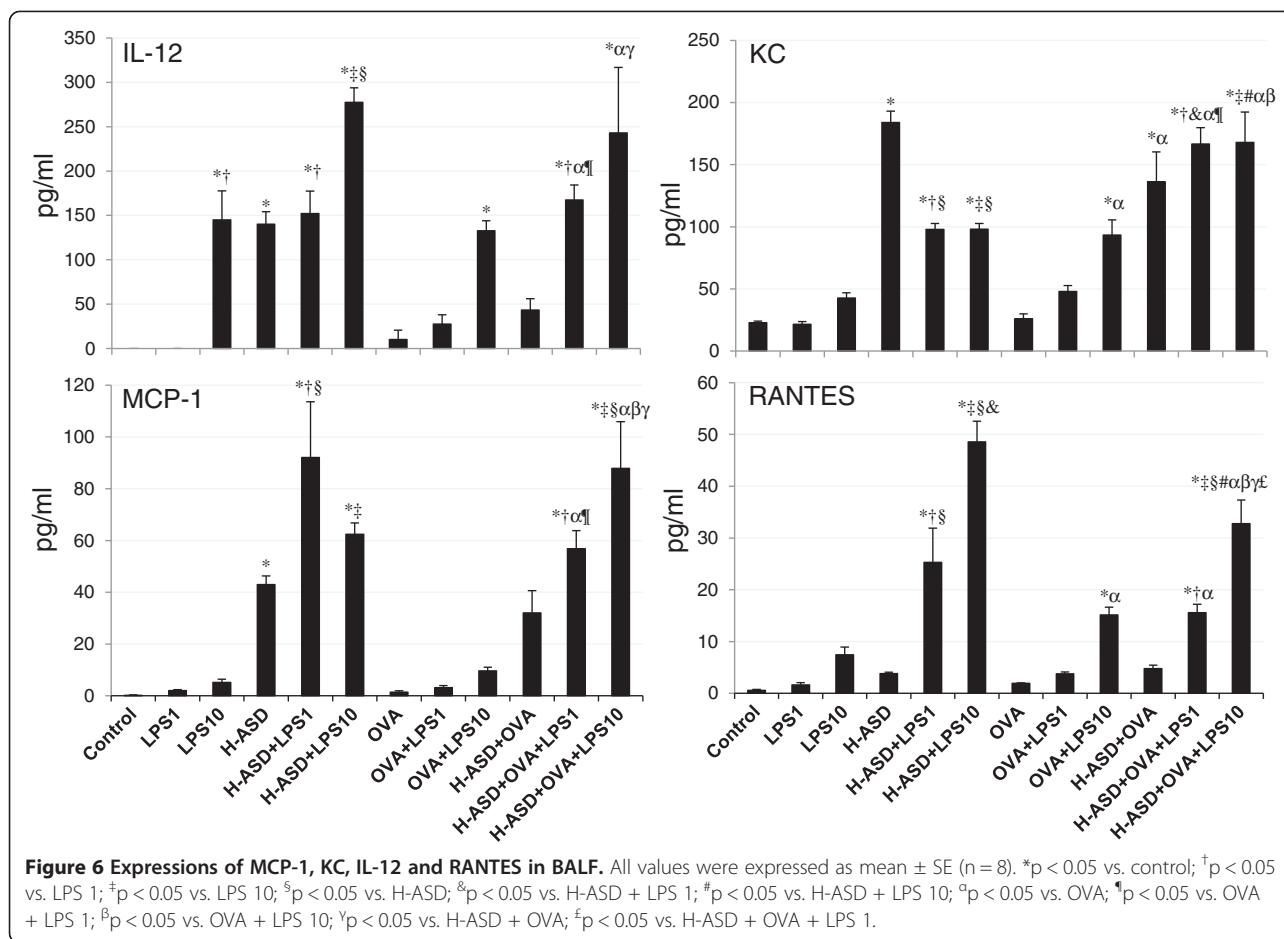 IL-12
pg/ml
350
300
250
200
150
100
50
0
*†
*
*†
*‡§
*
*†α¶
*αγ
KC
pg/ml
250
200
150
100
50
0
*
*†§
*‡§
*α
*α
*†&α¶
*‡#αβ
MCP-1
pg/ml
120
100
80
60
40
20
0
*
*†§
*‡
*†α¶
*‡§αβγ
Control
LPS1
LPS10
H-ASD
H-ASD+LPS1
H-ASD+LPS10
OVA
OVA+LPS1
OVA+LPS10
H-ASD+OVA
H-ASD+OVA+LPS1
H-ASD+OVA+LPS10
RANTES
pg/ml
60
50
40
30
20
10
0
*†§
*‡§&
*α
*†α
*‡§#αβγ£
Control
LPS1
LPS10
H-ASD
H-ASD+LPS1
H-ASD+LPS10
OVA
OVA+LPS1
OVA+LPS10
H-ASD+OVA
H-ASD+OVA+LPS1
H-ASD+OVA+LPS10
Figure 6 Expressions of MCP-1, KC, IL-12 and RANTES in BALF. All values were expressed as mean ± SE (n = 8). *p < 0.05 vs. control; †p < 0.05
vs. LPS 1; ‡p < 0.05 vs. LPS 10; §p < 0.05 vs. H-ASD; &p < 0.05 vs. H-ASD + LPS 1; #p < 0.05 vs. H-ASD + LPS 10; αp < 0.05 vs. OVA; ¶p < 0.05 vs. OVA
+ LPS 1; βp < 0.05 vs. OVA + LPS 10; γp < 0.05 vs. H-ASD + OVA; £p < 0.05 vs. H-ASD + OVA + LPS 1.